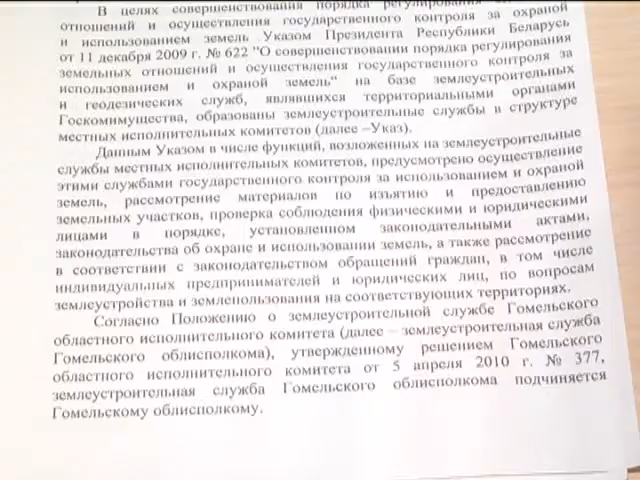 В целях совершенствования порядка регулирования
отношений и осуществления государственного контроля за охраной
и использованием земель Указом Президента Республики Беларусь
от 11 декабря 2009 г. № 622 "О совершенствовании порядка регулирования
земельных отношений и осуществления государственного контроля за
использованием и охраной земель" на базе землеустроительных
и геодезических служб, являвшихся территориальными органами
Госкомимущества, образованы землеустроительные службы в структуре
местных исполнительных комитетов (далее –Указ).
Данным Указом в числе функций, возложенных на землеустроительные
службы местных исполнительных комитетов, предусмотрено осуществление
этими службами государственного контроля за использованием и охраной
земель, рассмотрение материалов по изъятию и предоставлению
земельных участков, проверка соблюдения физическими и юридическими
лицами в порядке, установленном законодательными актами,
законодательства об охране и использовании земель, а также рассмотрение
в соответствии с законодательством обращений граждан, в том числе
индивидуальных предпринимателей и юридических лиц, по вопросам
землеустройства и землепользования на соответствующих территориях.
Согласно Положению о землеустроительной службе Гомельского
областного исполнительного комитета (далее – землеустроительная служба
Гомельского облисполкома), утвержденному решением Гомельского
областного исполнительного комитета от 5 апреля 2010 г. № 377,
землеустроительная служба Гомельского облисполкома подчиняется
Гомельскому облисполкому.